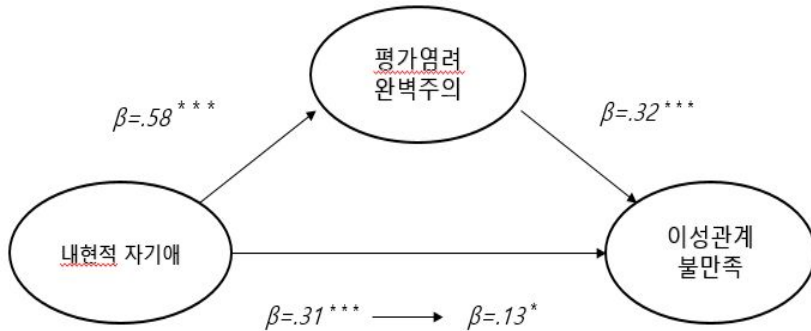 평가염려
완벽주의
β=.58***
β=.32***
내현적 자기애
이성관계
불만족
β=.31*** → β=.13*